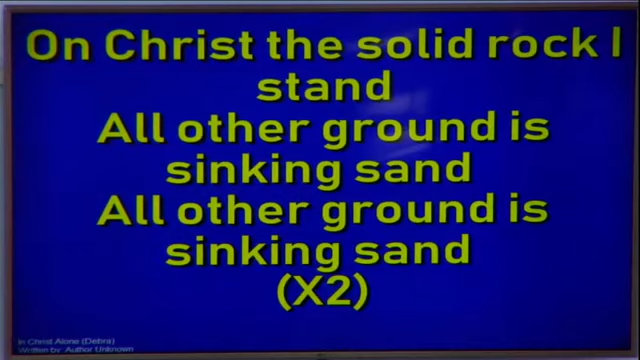 On Christ the solid rock I
stand
All other ground is
sinking sand
All other ground is
sinking sand
(X2)
In Christ Alone (Debra)
Written by: Author Unknown